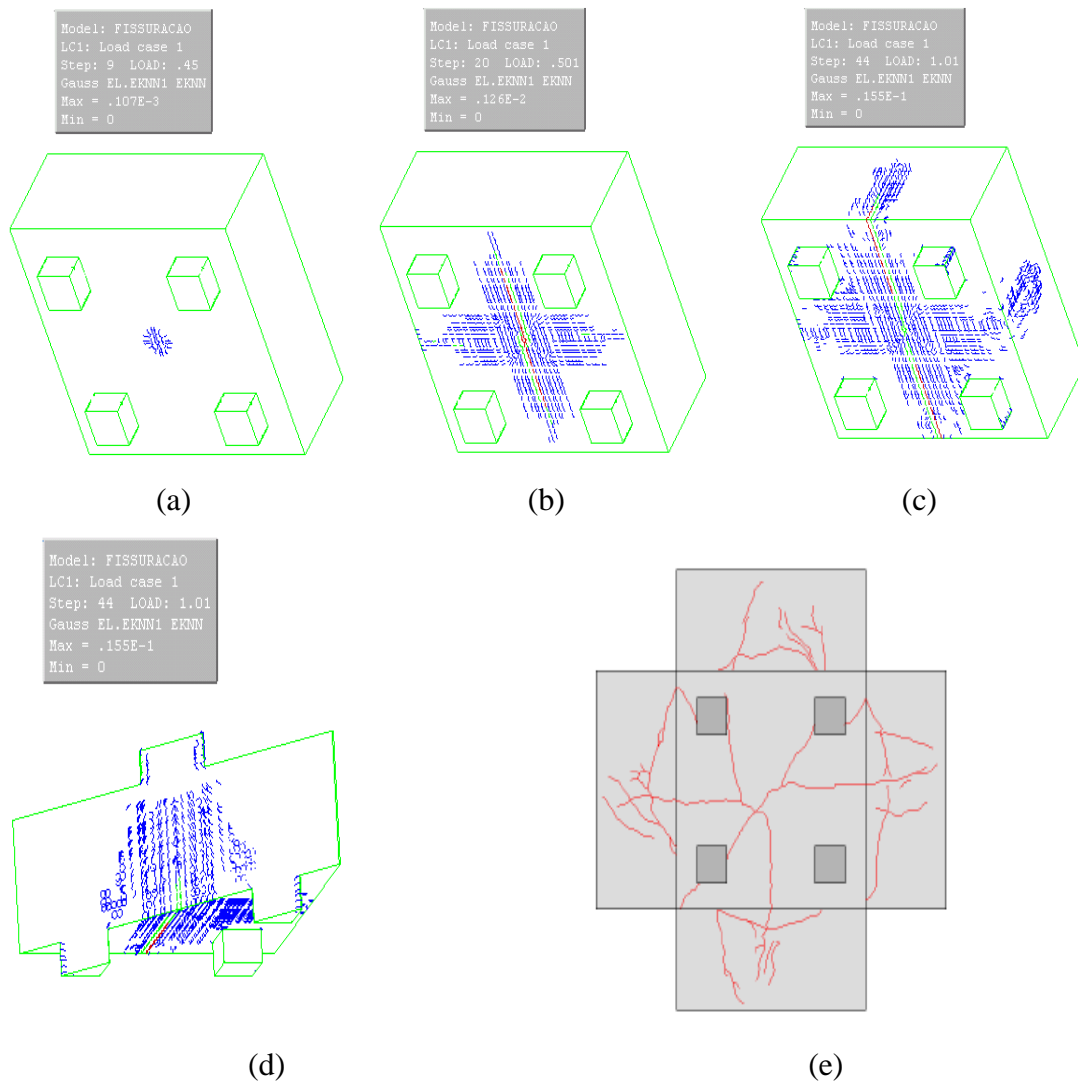 Model: FISSURACAO
LC1: Load case 1
Step: 9 LOAD: .45
Gauss EL.EKNN1 EKNN
Max = .107E-3
Min = 0
Model: FISSURACAO
LC1: Load case 1
Step: 20 LOAD: .501
Gauss EL.EKNN1 EKNN
Max = .126E-2
Min = 0
Model: FISSURACAO
LC1: Load case 1
Step: 44 LOAD: 1.01
Gauss EL.EKNN1 EKNN
Max = .155E-1
Min = 0
(a)
(b)
(c)
Model: FISSURACAO
LC1: Load case 1
Step: 44 LOAD: 1.01
Gauss EL.EKNN1 EKNN
Max = .155E-1
Min = 0
(d)
(e)